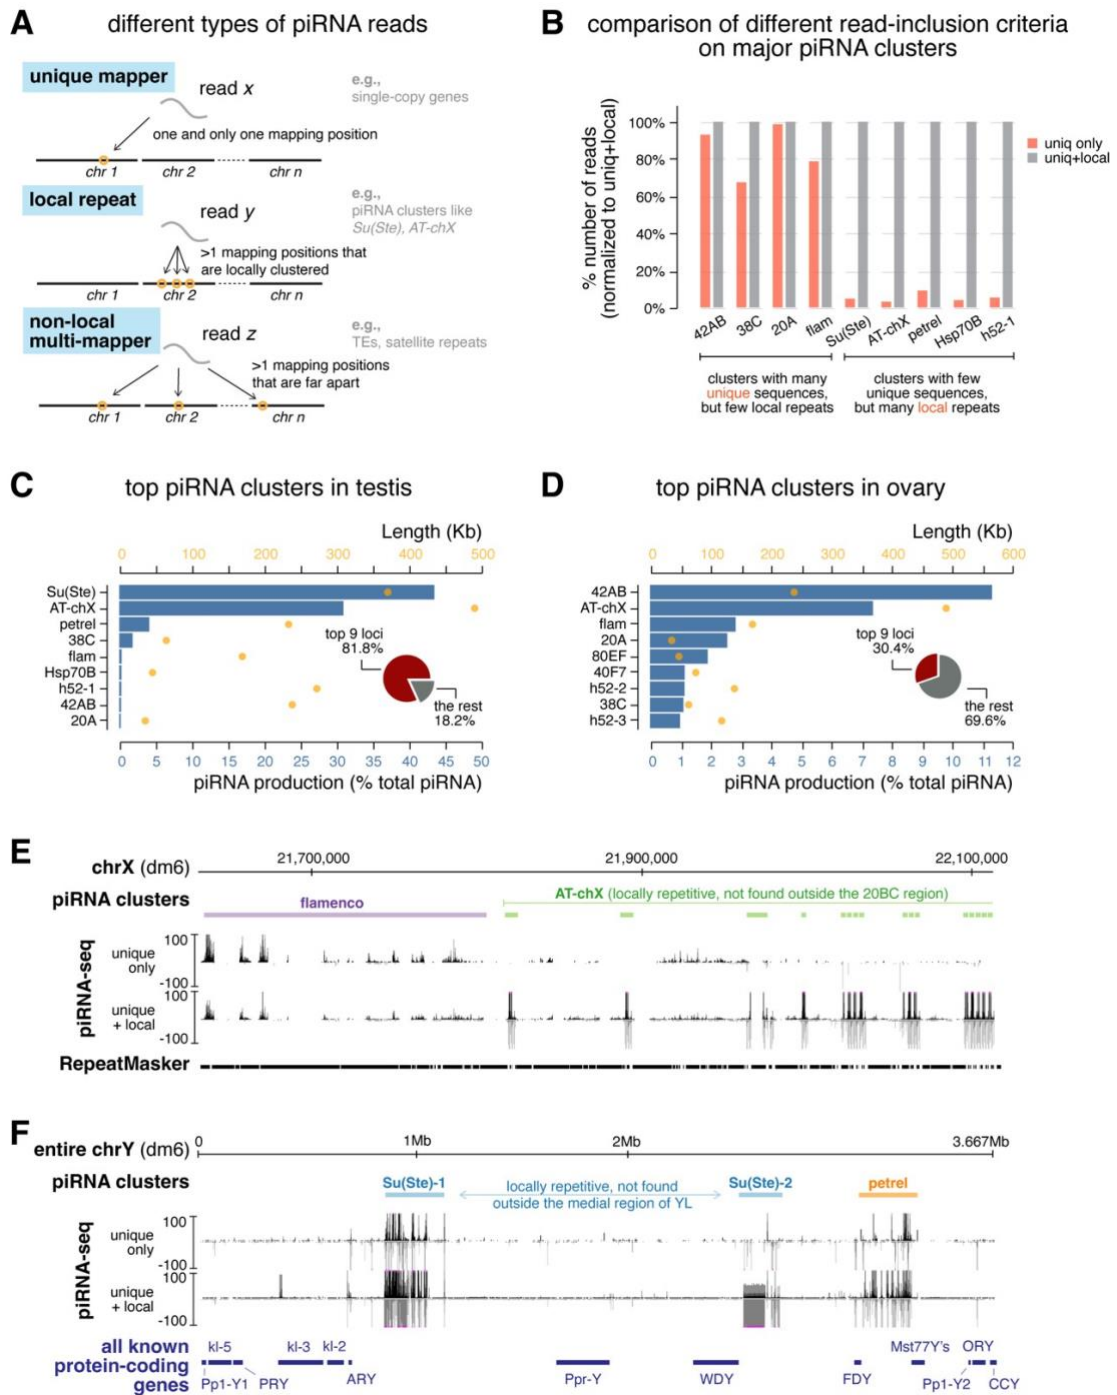 A
different types of piRNA reads
unique mapper
read x
e.g.,
single-copy genes
one and only one mapping position
chr 1
chr 2
chr n
local repeat
read y
e.g.,
piRNA clusters like
Su(Ste), AT-chX
>1 mapping positions that
are locally clustered
chr 1
chr 2
chr n
non-local
multi-mapper
read z
e.g.,
TEs, satellite repeats
>1 mapping positions
that are far apart
chr 1
chr 2
chr n
B
comparison of different read-inclusion criteria
on major piRNA clusters
% number of reads
(normalized to uniq+local)
100%
80%
60%
40%
20%
0%
42AB
38C
20A
flam
Su(Ste)
AT-chX
petrel
Hsp70B
h52-1
uniq only
uniq+local
clusters with many
unique sequences,
but few local repeats
clusters with few
unique sequences,
but many local repeats
C
top piRNA clusters in testis
Length (Kb)
0 100 200 300 400 500
Su(Ste)
AT-chX
petrel
38C
flam
Hsp70B
h52-1
42AB
20A
top 9 loci
81.8%
the rest
18.2%
0 5 10 15 20 25 30 35 40 45 50
piRNA production (% total piRNA)
D
top piRNA clusters in ovary
Length (Kb)
0 100 200 300 400 500 600
42AB
AT-chX
flam
20A
80EF
40F7
h52-2
38C
h52-3
top 9 loci
30.4%
the rest
69.6%
0 1 2 3 4 5 6 7 8 9 10 11 12
piRNA production (% total piRNA)
E
chrX (dm6)
21,700,000
21,900,000
22,100,000
piRNA clusters
flamenco
AT-chX (locally repetitive, not found outside the 20BC region)
piRNA-seq
unique
only
100
-100
unique
+ local
100
-100
RepeatMasker
F
entire chrY (dm6)
0
1Mb
2Mb
3.667Mb
piRNA clusters
Su(Ste)-1
locally repetitive, not found
outside the medial region of YL
Su(Ste)-2
petrel
piRNA-seq
unique
only
100
-100
unique
+ local
100
-100
all known
protein-coding
genes
kl-5
kl-3
kl-2
Mst77Y's
ORY
Pp1-Y1
PRY
ARY
Ppr-Y
WDY
FDY
Pp1-Y2
CCY